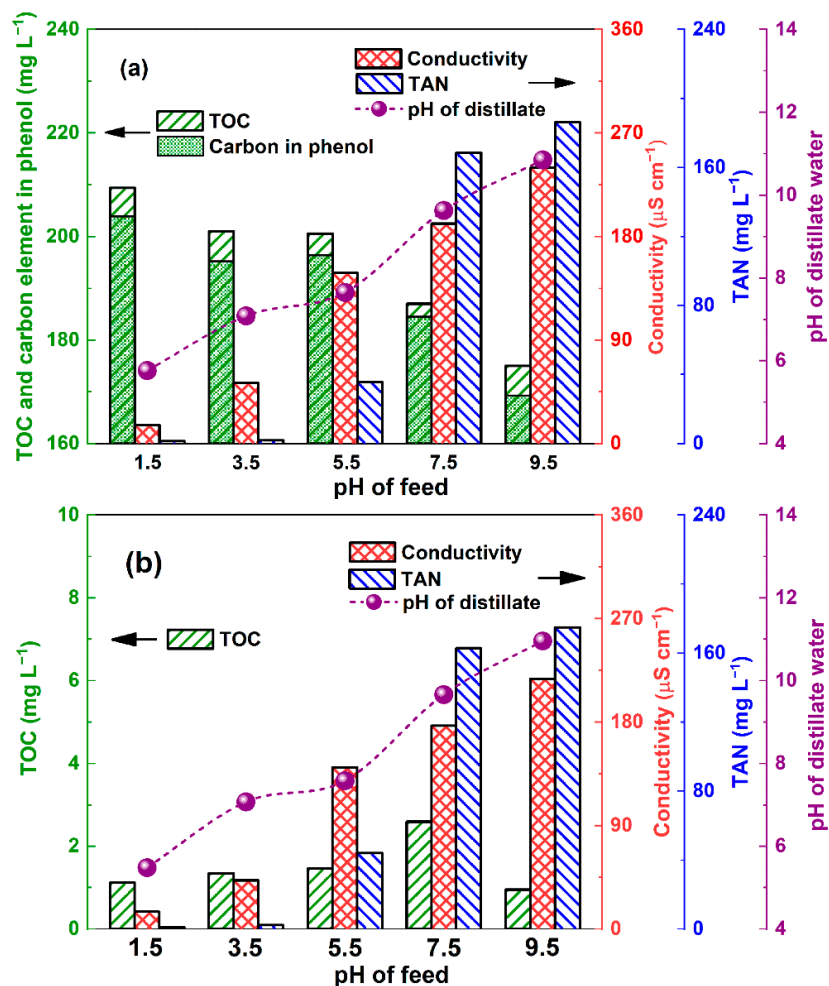 (a)
Conductivity
TAN
pH of distillate
TOC
Carbon in phenol
TOC and carbon element in phenol (mg L⁻¹)
240
220
200
180
160
360
270
180
90
0
Conductivity (µS cm⁻¹)
240
160
80
0
TAN (mg L⁻¹)
14
12
10
8
6
4
pH of distillate water
1.5 3.5 5.5 7.5 9.5
pH of feed
(b)
Conductivity
TAN
pH of distillate
TOC
TOC (mg L⁻¹)
10
8
6
4
2
0
360
270
180
90
0
Conductivity (µS cm⁻¹)
240
160
80
0
TAN (mg L⁻¹)
14
12
10
8
6
4
pH of distillate water
1.5 3.5 5.5 7.5 9.5
pH of feed